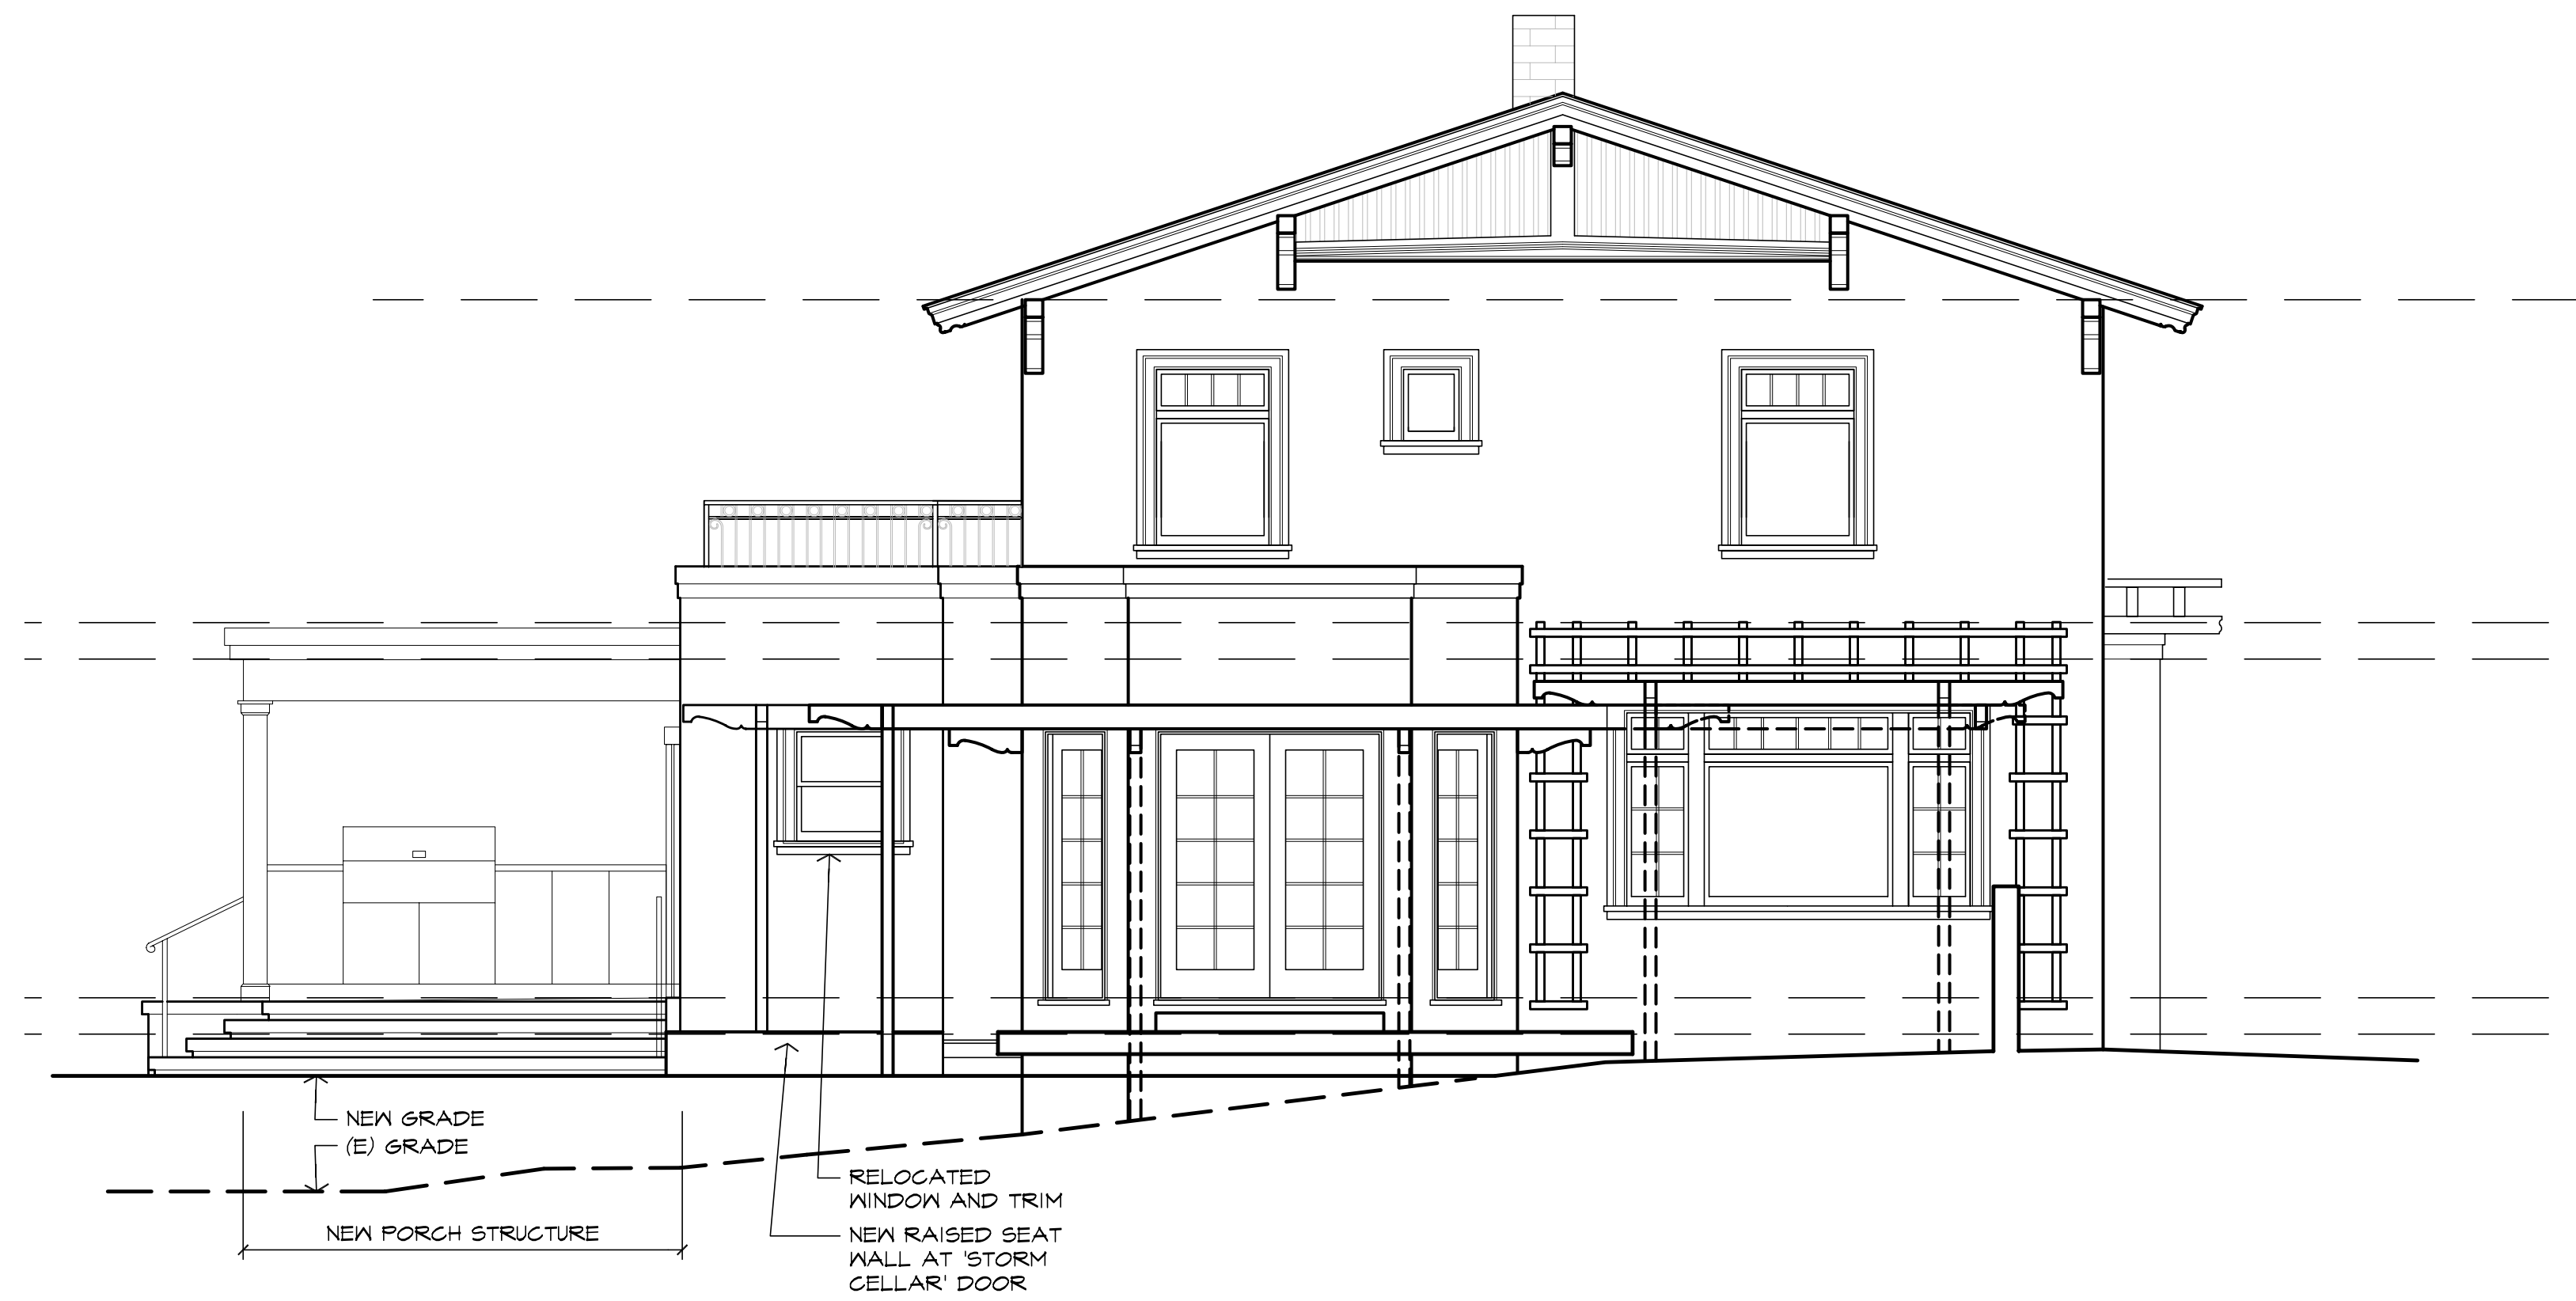 NEW GRADE
(E) GRADE
RELOCATED
WINDOW AND TRIM
NEW PORCH STRUCTURE
NEW RAISED SEAT
WALL AT 'STORM
CELLAR' DOOR